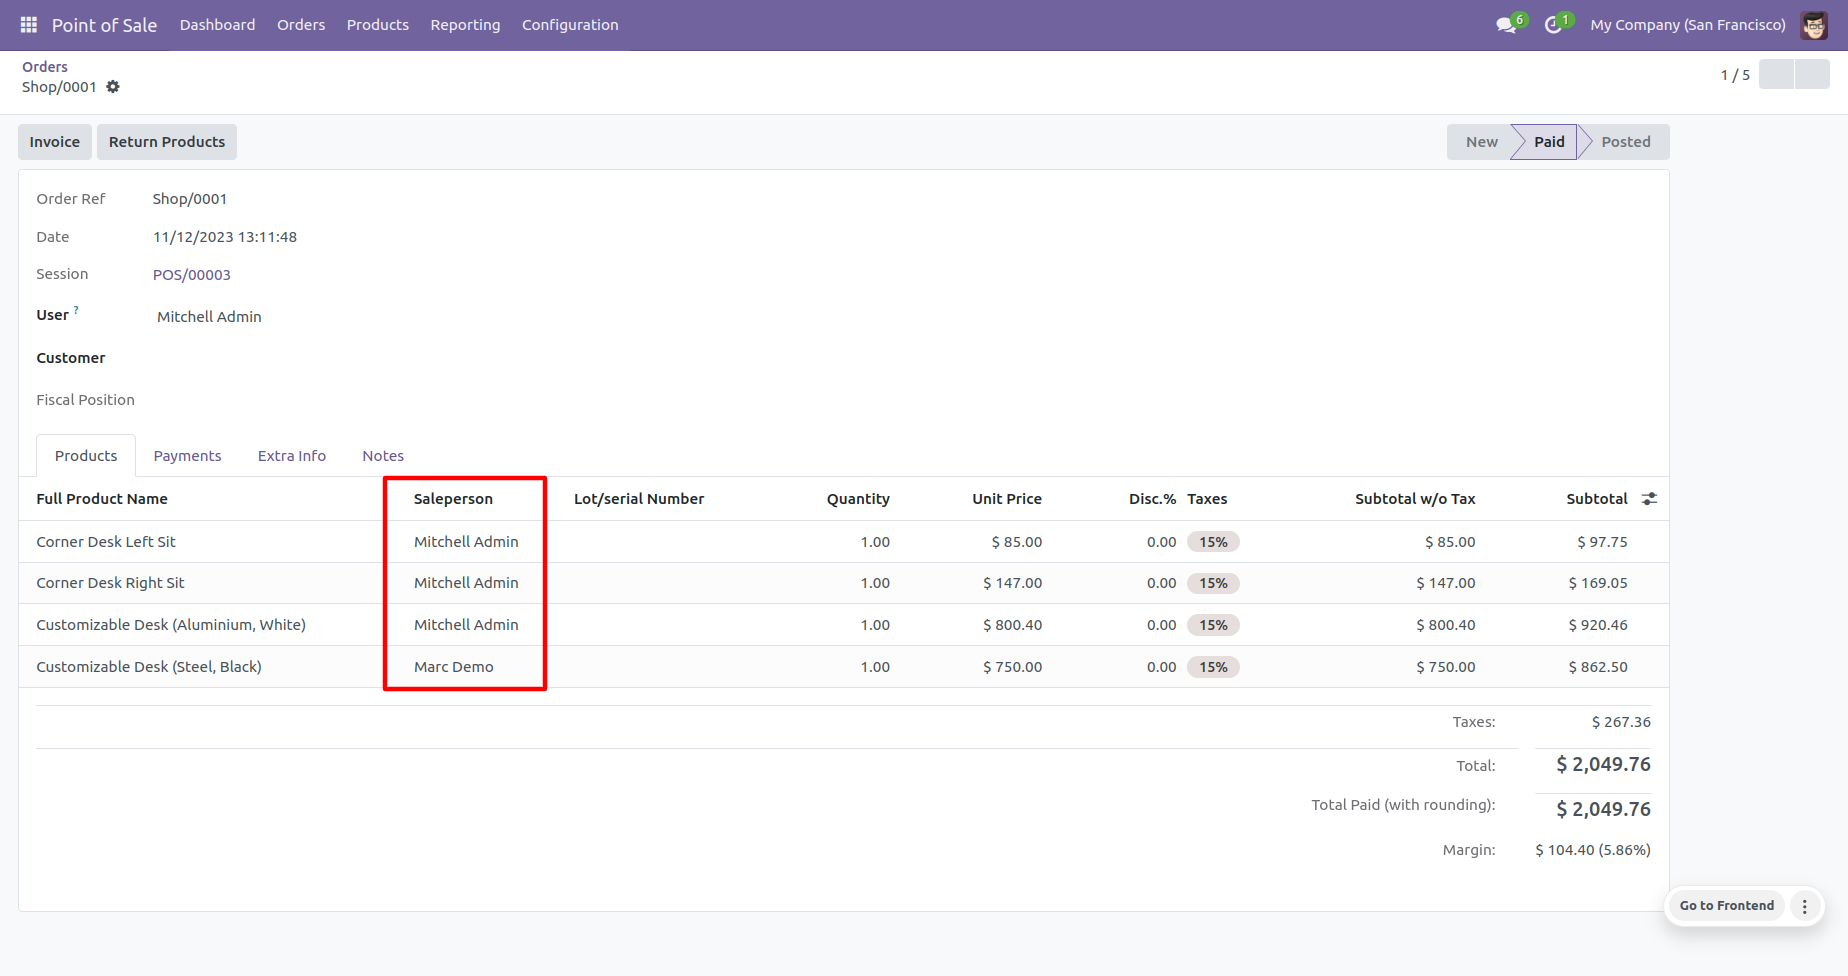 Point of Sale Dashboard Orders Products Reporting Configuration 6 1 My Company (San Francisco)
Orders
Shop/0001 1 / 5
Invoice Return Products New Paid Posted
Order Ref Shop/0001
Date 11/12/2023 13:11:48
Session POS/00003
User ? Mitchell Admin
Customer
Fiscal Position
Products Payments Extra Info Notes
Full Product Name Saleperson Lot/serial Number Quantity Unit Price Disc.% Taxes Subtotal w/o Tax Subtotal
Corner Desk Left Sit Mitchell Admin 1.00 $ 85.00 0.00 15% $ 85.00 $ 97.75
Corner Desk Right Sit Mitchell Admin 1.00 $ 147.00 0.00 15% $ 147.00 $ 169.05
Customizable Desk (Aluminium, White) Mitchell Admin 1.00 $ 800.40 0.00 15% $ 800.40 $ 920.46
Customizable Desk (Steel, Black) Marc Demo 1.00 $ 750.00 0.00 15% $ 750.00 $ 862.50
Taxes: $ 267.36
Total: $ 2,049.76
Total Paid (with rounding): $ 2,049.76
Margin: $ 104.40 (5.86%)
Go to Frontend